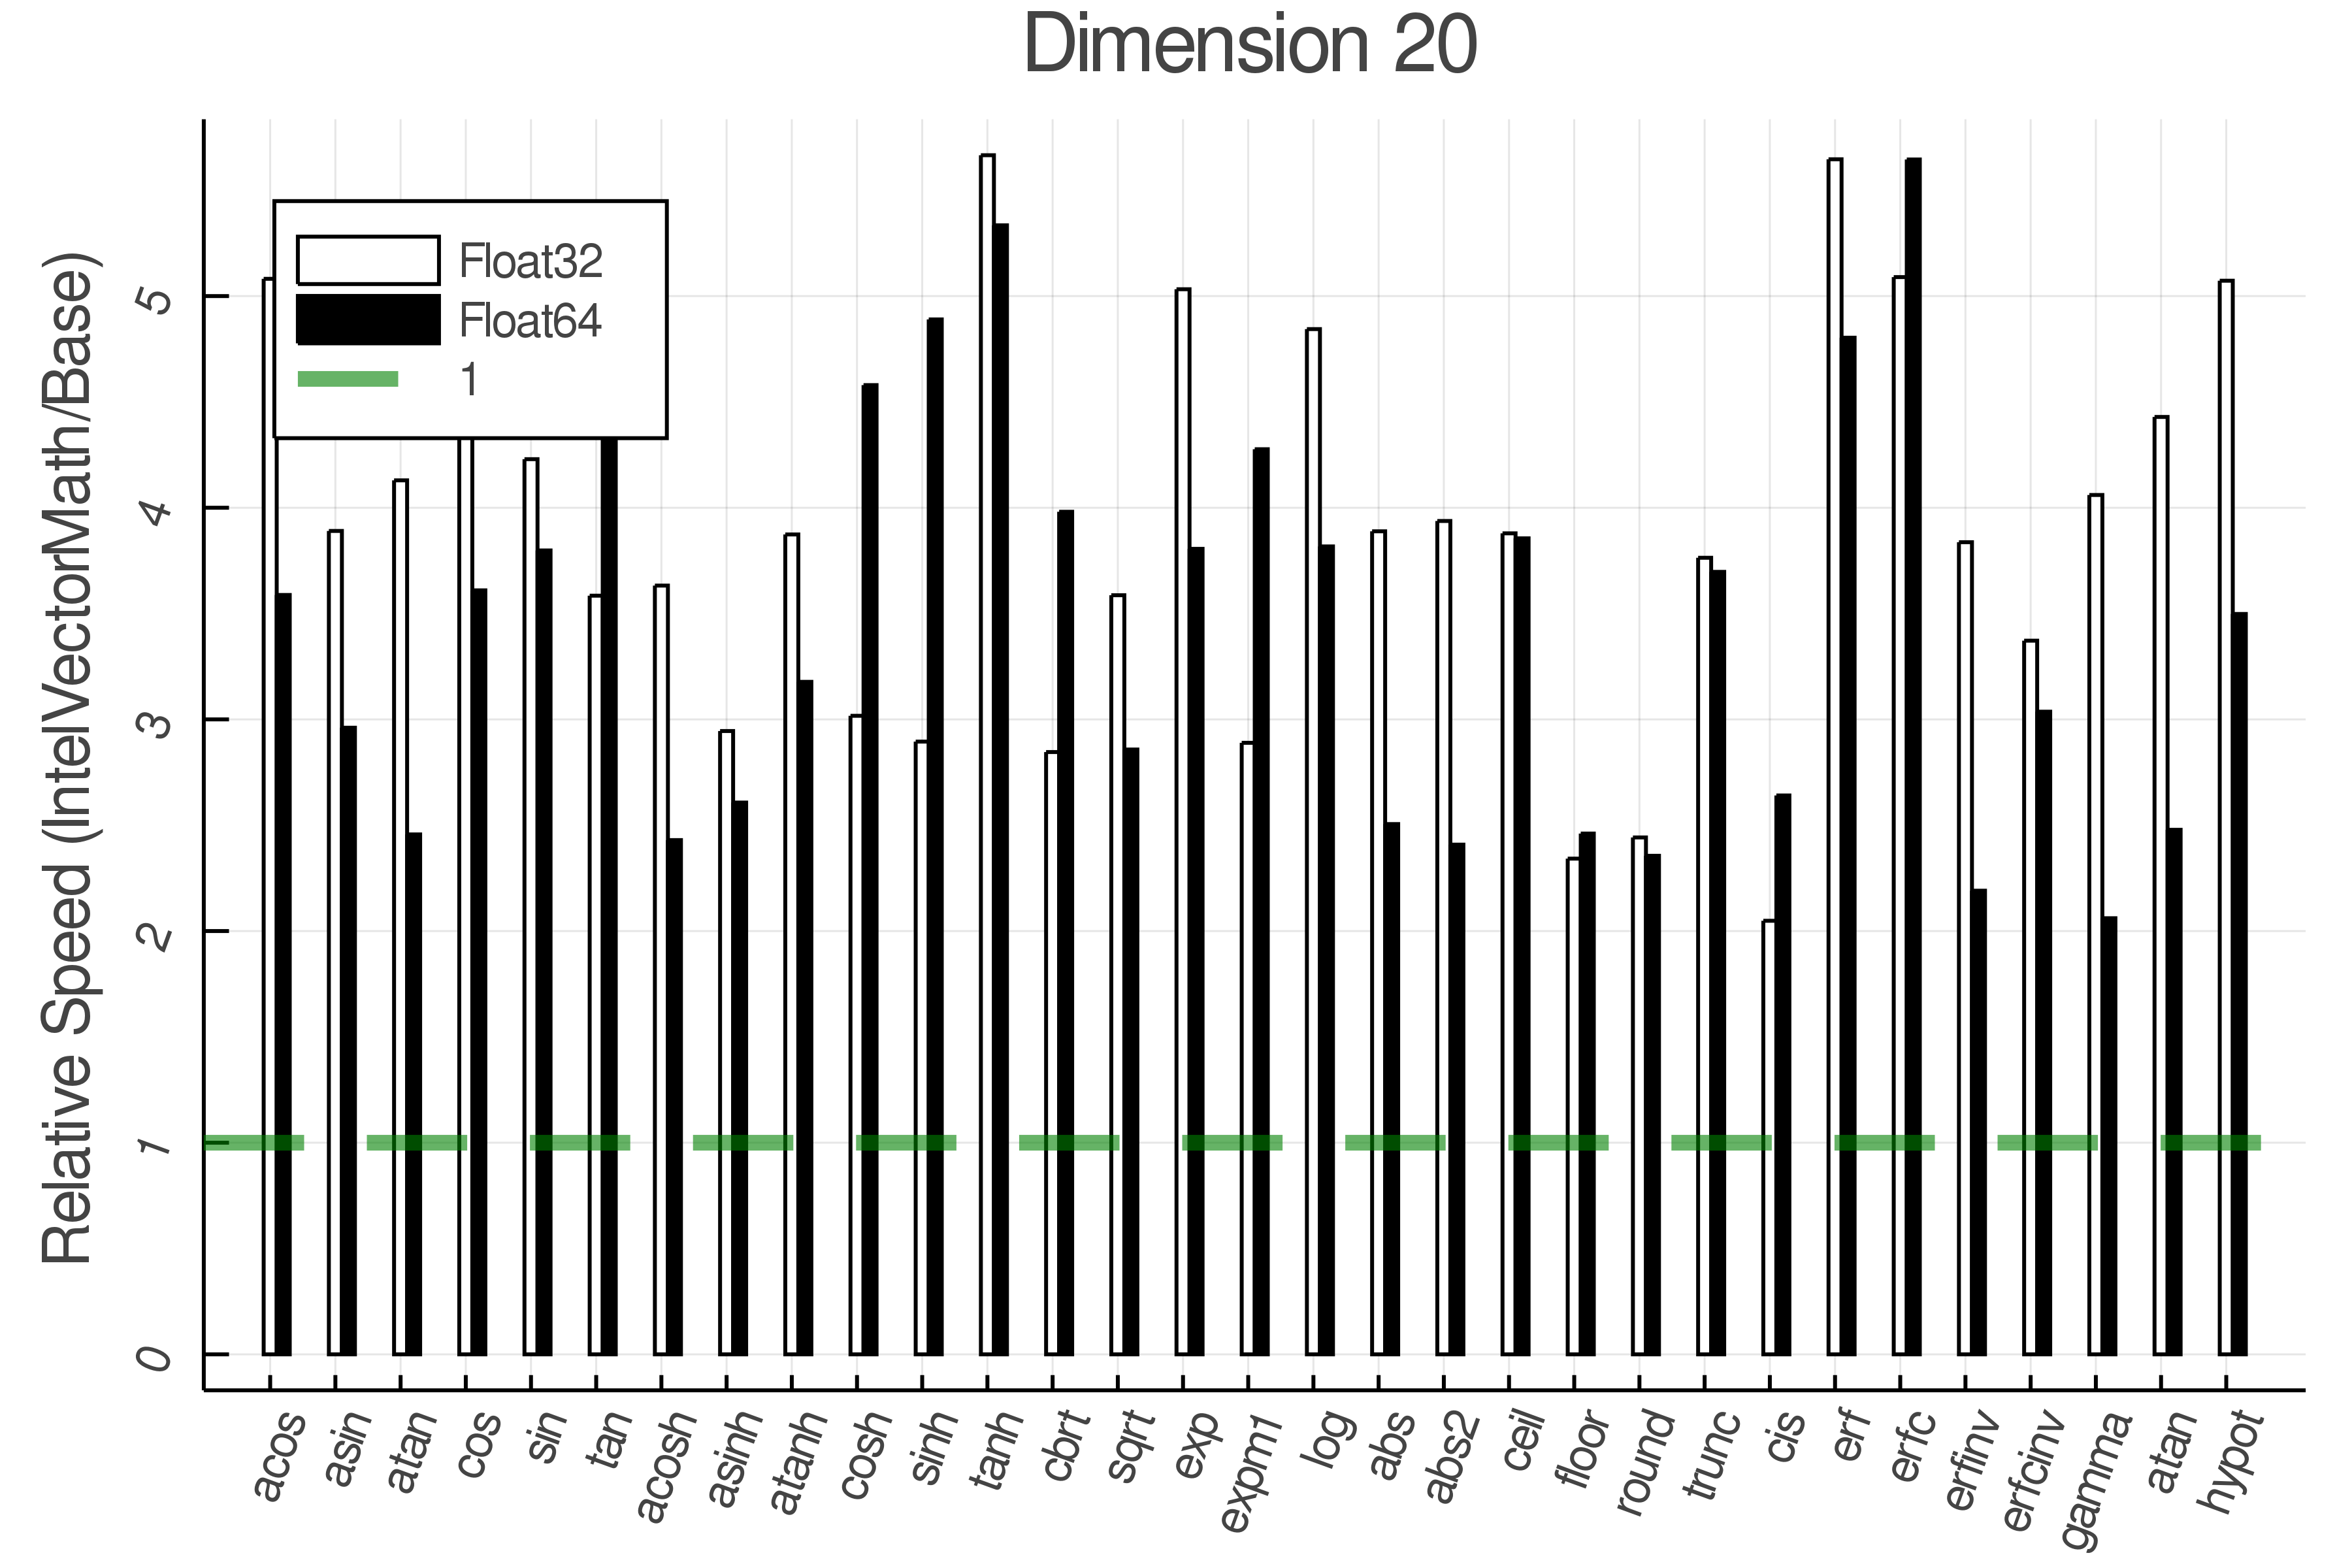 Dimension 20
Relative Speed (IntelVectorMath/Base)
5
4
3
2
1
0
Float32
Float64
1
acos
asin
atan
cos
sin
tan
acosh
asinh
atanh
cosh
sinh
tanh
cbrt
sqrt
exp
expm1
log
abs
abs2
ceil
floor
round
trunc
cis
erf
erfc
erfinv
erfcinv
gamma
atan
hypot